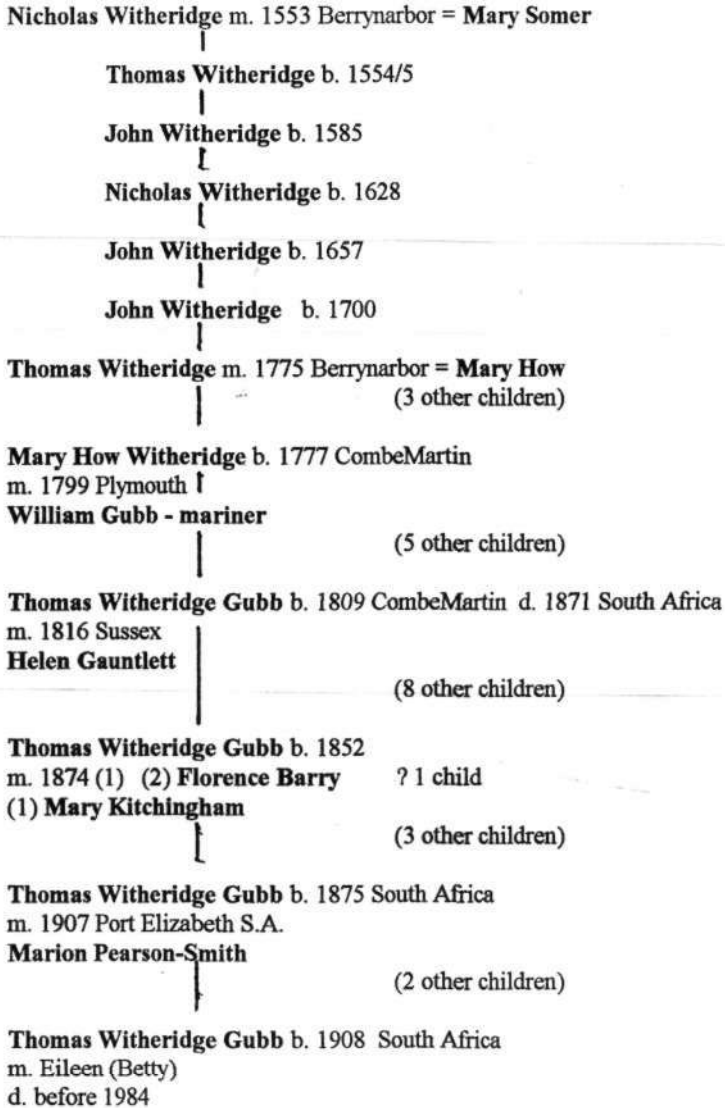 Nicholas Witheridge m. 1553 Berrynarbor = Mary Somer
Thomas Witheridge b. 1554/5
John Witheridge b. 1585
Nicholas Witheridge b. 1628
John Witheridge b. 1657
John Witheridge b. 1700
Thomas Witheridge m. 1775 Berrynarbor = Mary How
(3 other children)
Mary How Witheridge b. 1777 CombeMartin
m. 1799 Plymouth
William Gubb - mariner
(5 other children)
Thomas Witheridge Gubb b. 1809 CombeMartin d. 1871 South Africa
m. 1816 Sussex
Helen Gauntlett
(8 other children)
Thomas Witheridge Gubb b. 1852
m. 1874 (1) (2) Florence Barry ? 1 child
(1) Mary Kitchingham
(3 other children)
Thomas Witheridge Gubb b. 1875 South Africa
m. 1907 Port Elizabeth S.A.
Marion Pearson-Smith
(2 other children)
Thomas Witheridge Gubb b. 1908 South Africa
m. Eileen (Betty)
d. before 1984